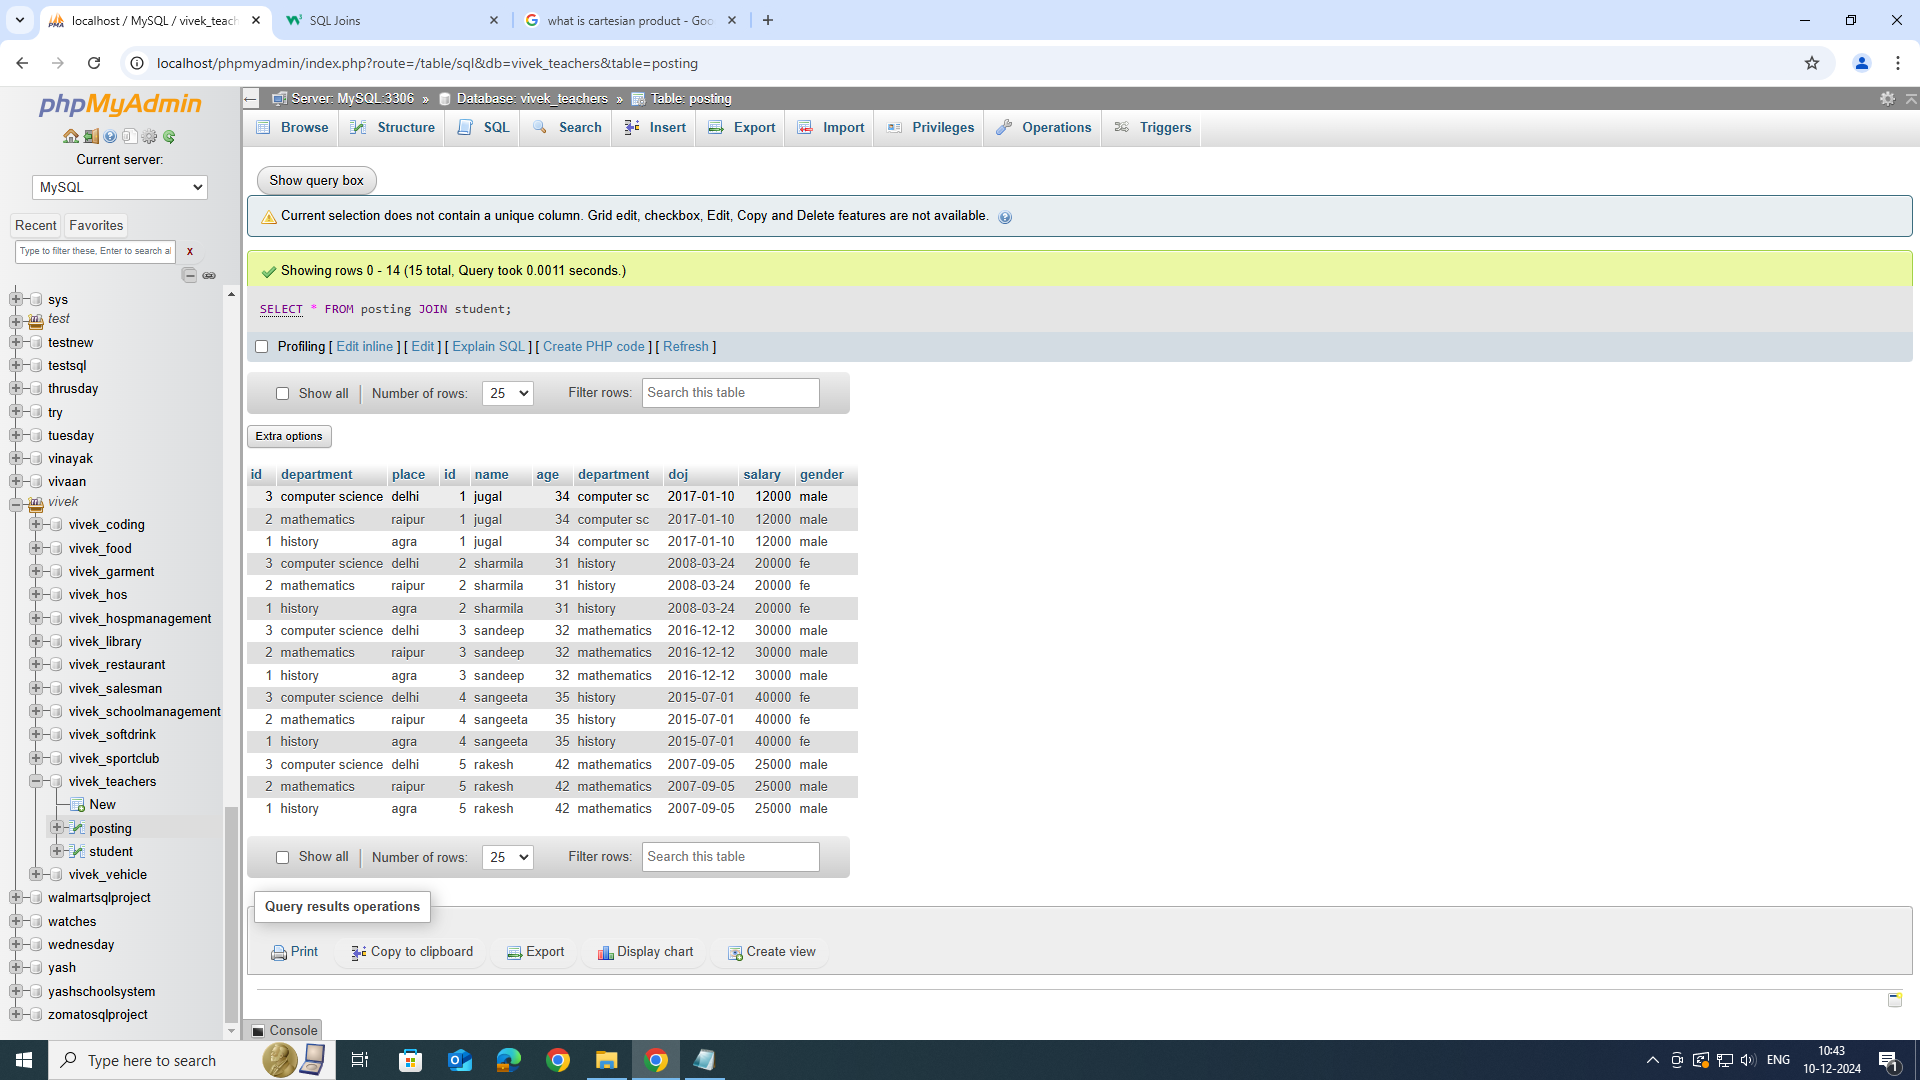 localhost / MySQL / vivek_teach
SQL Joins
what is cartesian product - Goo
localhost/phpmyadmin/index.php?route=/table/sql&db=vivek_teachers&table=posting
phpMyAdmin
Current server:
MySQL
Recent Favorites
Type to filter these, Enter to search al X
sys
test
testnew
testsql
thrusday
try
tuesday
vinayak
vivaan
vivek
vivek_coding
vivek_food
vivek_garment
vivek_hos
vivek_hospmanagement
vivek_library
vivek_restaurant
vivek_salesman
vivek_schoolmanagement
vivek_softdrink
vivek_sportclub
vivek_teachers
New
posting
student
vivek_vehicle
walmartsqlproject
watches
wednesday
yash
yashschoolsystem
zomatosqlproject
Server: MySQL:3306 » Database: vivek_teachers » Table: posting
Browse Structure SQL Search Insert Export Import Privileges Operations Triggers
Show query box
Current selection does not contain a unique column. Grid edit, checkbox, Edit, Copy and Delete features are not available.
Showing rows 0 - 14 (15 total, Query took 0.0011 seconds.)
SELECT * FROM posting JOIN student;
Profiling [ Edit inline ] [ Edit ] [ Explain SQL ] [ Create PHP code ] [ Refresh ]
Show all | Number of rows: 25 Filter rows: Search this table
Extra options
id department place id name age department doj salary gender
3 computer science delhi 1 jugal 34 computer sc 2017-01-10 12000 male
2 mathematics raipur 1 jugal 34 computer sc 2017-01-10 12000 male
1 history agra 1 jugal 34 computer sc 2017-01-10 12000 male
3 computer science delhi 2 sharmila 31 history 2008-03-24 20000 fe
2 mathematics raipur 2 sharmila 31 history 2008-03-24 20000 fe
1 history agra 2 sharmila 31 history 2008-03-24 20000 fe
3 computer science delhi 3 sandeep 32 mathematics 2016-12-12 30000 male
2 mathematics raipur 3 sandeep 32 mathematics 2016-12-12 30000 male
1 history agra 3 sandeep 32 mathematics 2016-12-12 30000 male
3 computer science delhi 4 sangeeta 35 history 2015-07-01 40000 fe
2 mathematics raipur 4 sangeeta 35 history 2015-07-01 40000 fe
1 history agra 4 sangeeta 35 history 2015-07-01 40000 fe
3 computer science delhi 5 rakesh 42 mathematics 2007-09-05 25000 male
2 mathematics raipur 5 rakesh 42 mathematics 2007-09-05 25000 male
1 history agra 5 rakesh 42 mathematics 2007-09-05 25000 male
Show all | Number of rows: 25 Filter rows: Search this table
Query results operations
Print Copy to clipboard Export Display chart Create view
Console
Type here to search
ENG
10:43
10-12-2024
1